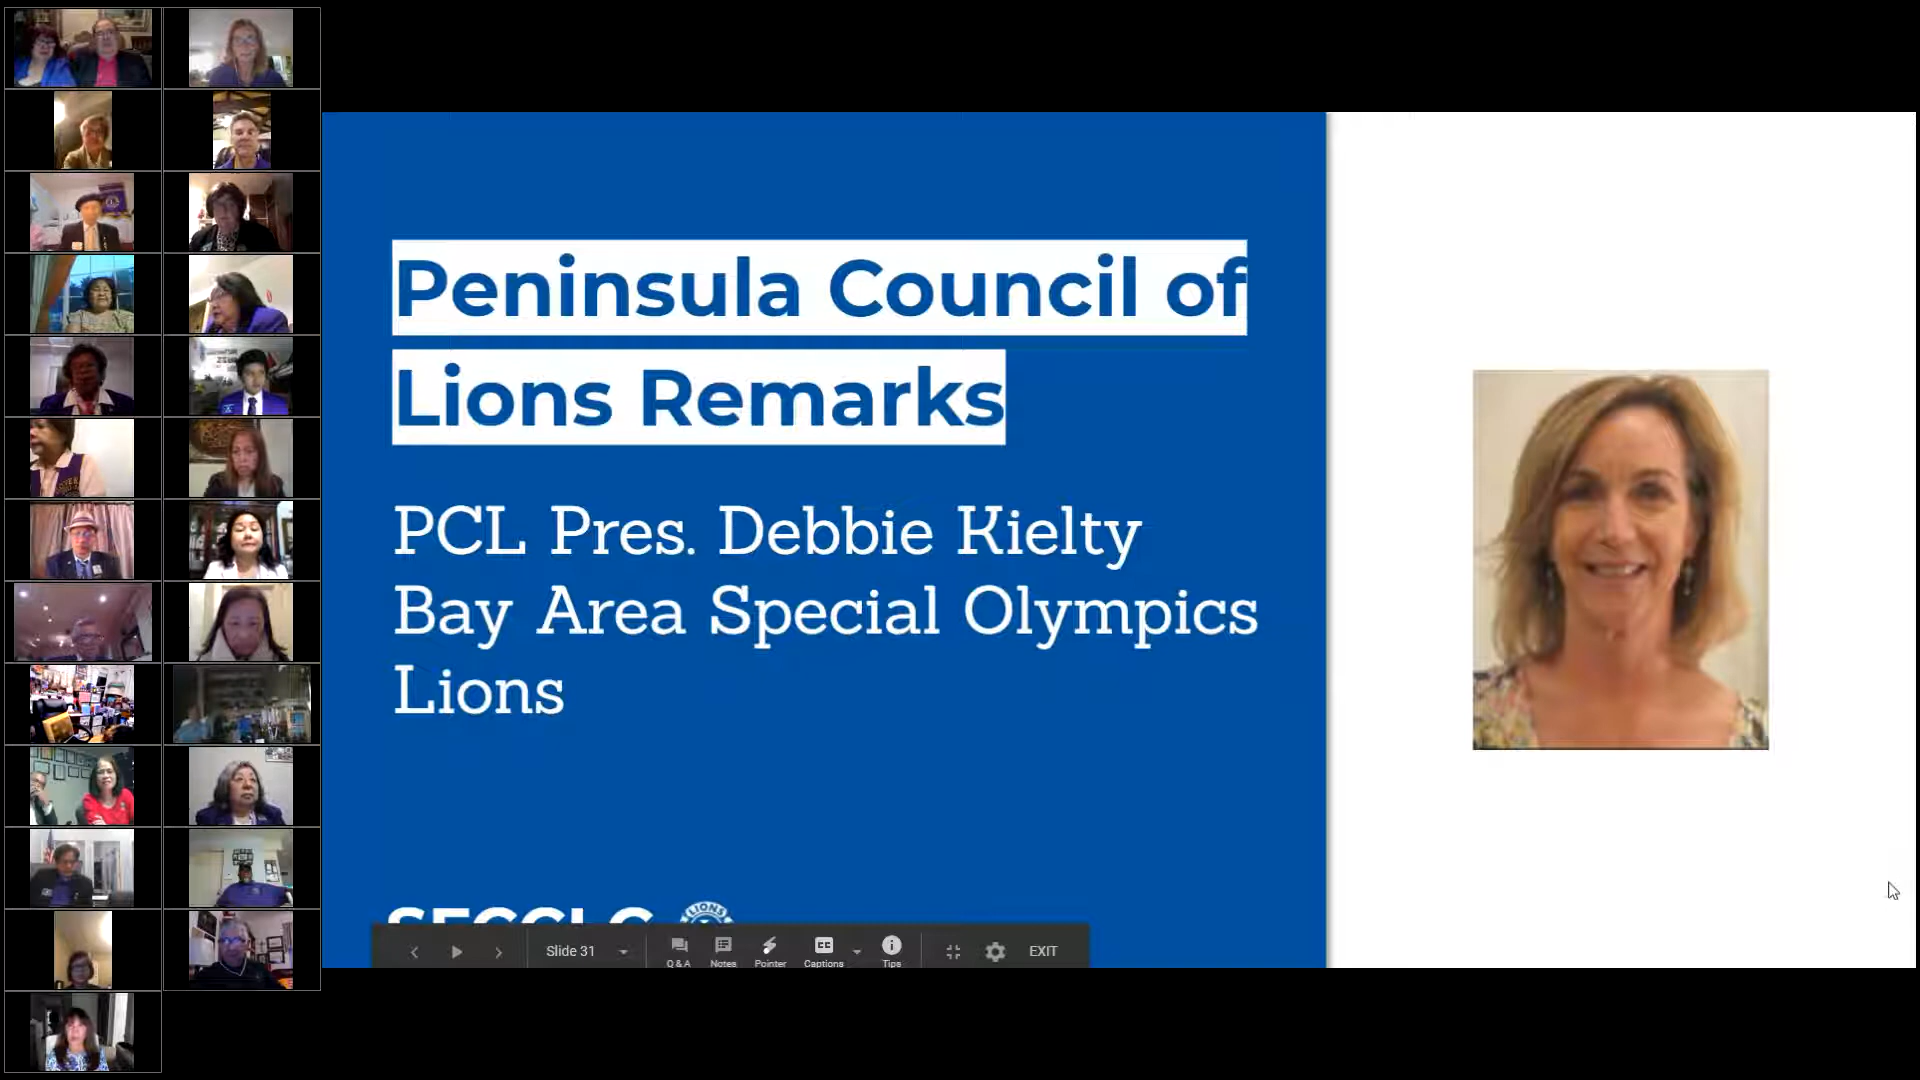 Peninsula Council of
Lions Remarks
PCL Pres. Debbie Kielty
Bay Area Special Olympics
Lions
LIONS
Slide 31
Q & A
Notes
Pointer
Captions
Tips
EXIT